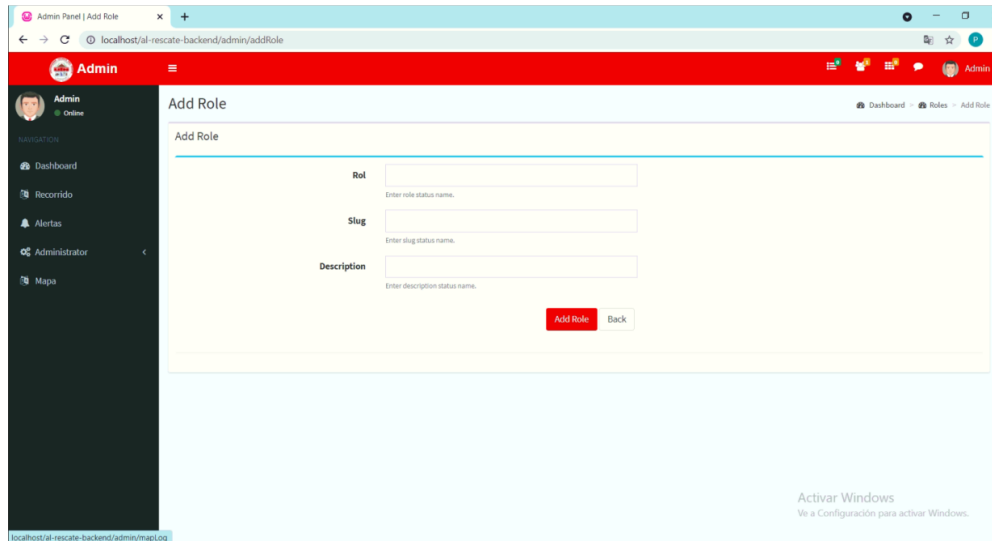 Admin Panel | Add Role
localhost/al-rescate-backend/admin/addRole
P
Admin
Admin
Admin
Online
Add Role
Dashboard > Roles > Add Role
NAVIGATION
Add Role
Dashboard
Recorrido
Alertas
Administrator
Mapa
Rol
Enter role status name.
Slug
Enter slug status name.
Description
Enter description status name.
Add Role Back
Activar Windows
Ve a Configuración para activar Windows.
localhost/al-rescate-backend/admin/mapLog